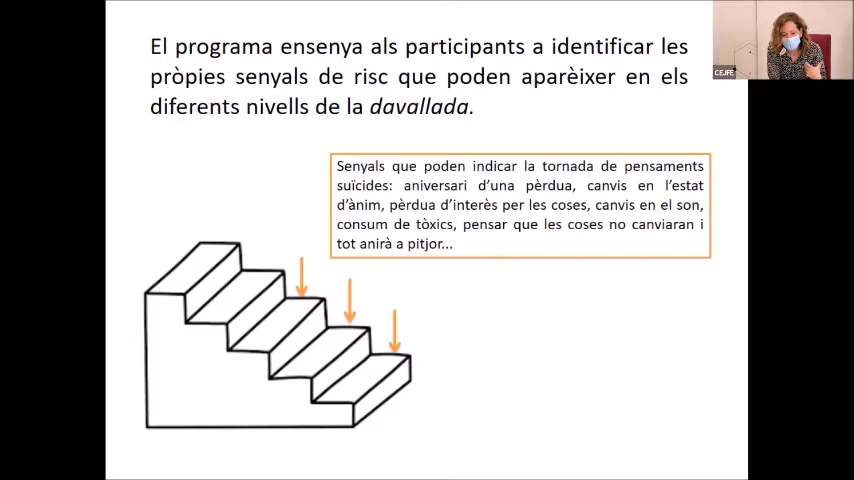 El programa ensenya als participants a identificar les
pròpies senyals de risc que poden aparèixer en els
diferents nivells de la davallada.
CEJFE
Senyals que poden indicar la tornada de pensaments
suïcides: aniversari d'una pèrdua, canvis en l'estat
d'ànim, pèrdua d'interès per les coses, canvis en el son,
consum de tòxics, pensar que les coses no canviaran i
tot anirà a pitjor...